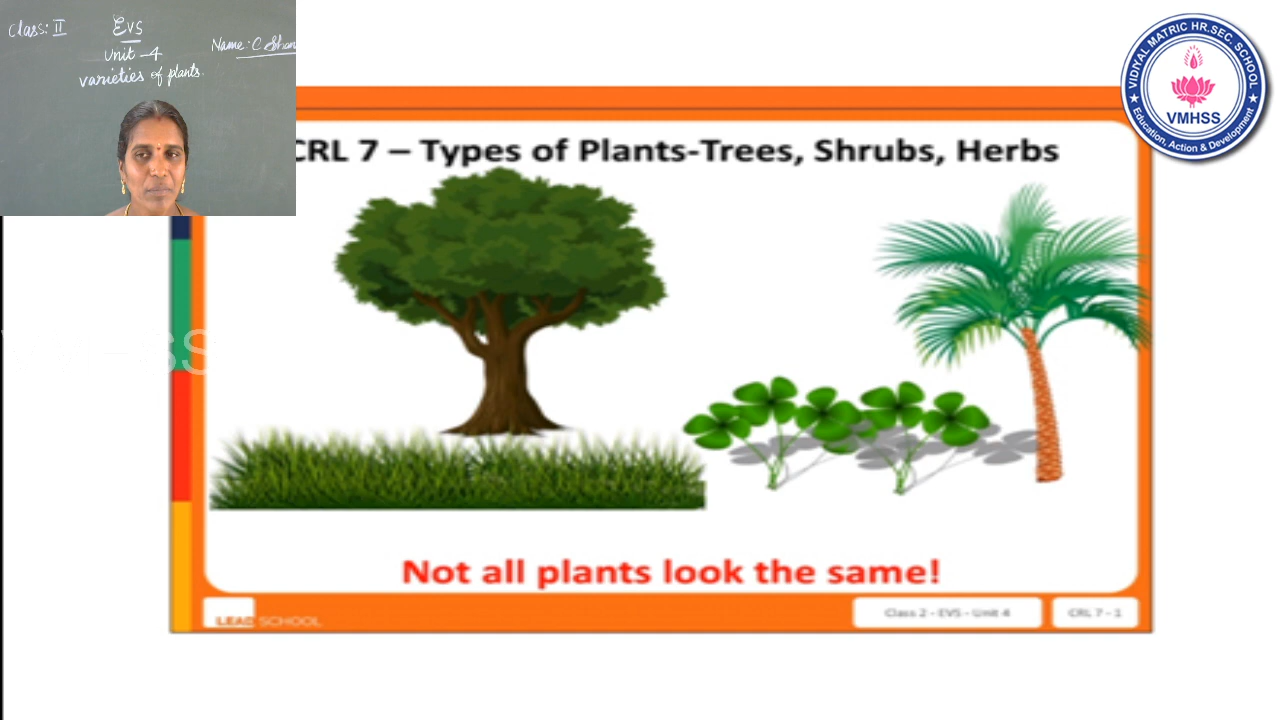 Class: II
EVS
Unit - 4
varieties of plants.
Name: C
CRL 7 – Types of Plants-Trees, Shrubs, Herbs
VIDIYAL MATRIC HR.SEC. SCHOOL
VMHSS
Education, Action & Development
Not all plants look the same!
LEAD SCHOOL
Class 2 - EVS - Unit 4
CRL 7 - 1